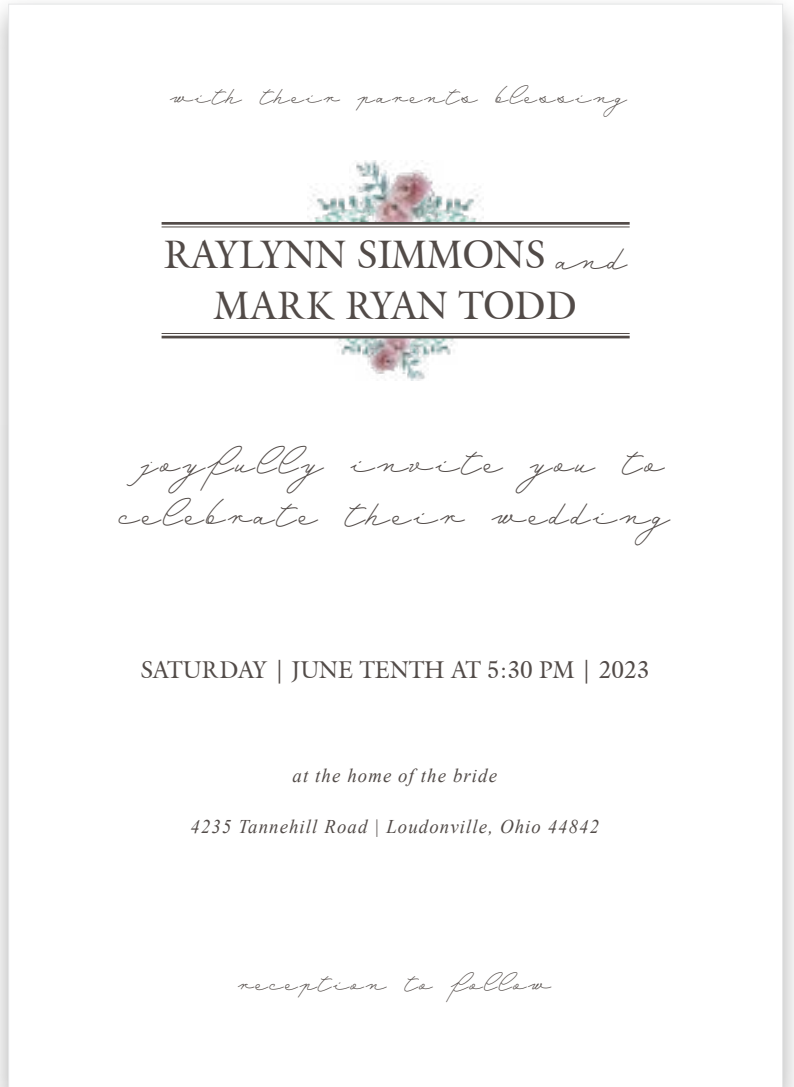 with their parents blessing
RAYLYNN SIMMONS and
MARK RYAN TODD
joyfully invite you to
celebrate their wedding
SATURDAY | JUNE TENTH AT 5:30 PM | 2023
at the home of the bride
4235 Tannehill Road | Loudonville, Ohio 44842
reception to follow